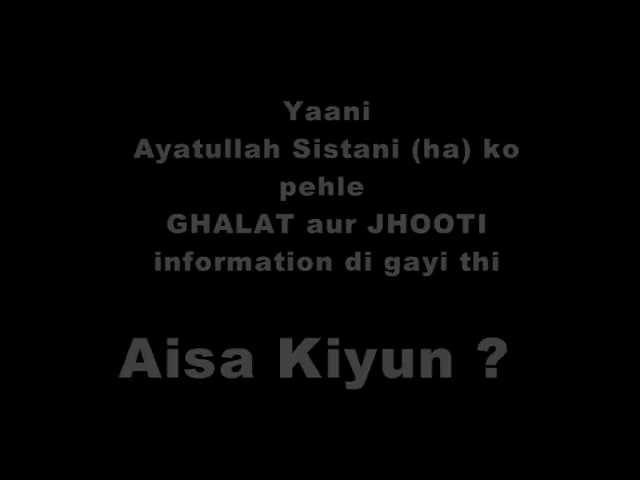 Yaani
Ayatullah Sistani (ha) ko
pehle
GHALAT aur JHOOTI
information di gayi thi
Aisa Kiyun ?